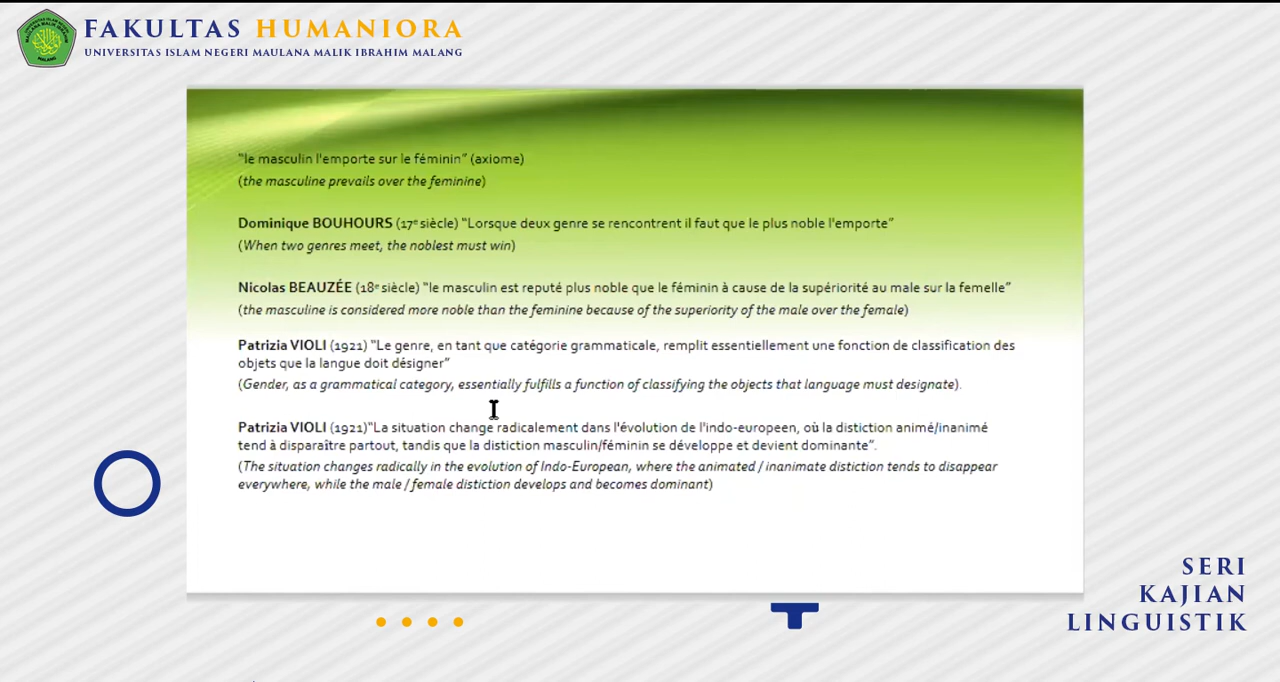 FAKULTAS HUMANIORA
UNIVERSITAS ISLAM NEGERI MAULANA MALIK IBRAHIM MALANG
"le masculin l'emporte sur le féminin" (axiome)
(the masculine prevails over the feminine)
Dominique BOUHOURS (17e siècle) "Lorsque deux genre se rencontrent il faut que le plus noble l'emporte"
(When two genres meet, the noblest must win)
Nicolas BEAUZÉE (18e siècle) "le masculin est reputé plus noble que le féminin à cause de la supériorité au male sur la femelle"
(the masculine is considered more noble than the feminine because of the superiority of the male over the female)
Patrizia VIOLI (1921) "Le genre, en tant que catégorie grammaticale, remplit essentiellement une fonction de classification des
objets que la langue doit désigner"
(Gender, as a grammatical category, essentially fulfills a function of classifying the objects that language must designate).
Patrizia VIOLI (1921)"La situation change radicalement dans l'évolution de l'indo-europeen, où la distiction animé/inanimé
tend à disparaître partout, tandis que la distiction masculin/féminin se développe et devient dominante".
(The situation changes radically in the evolution of Indo-European, where the animated / inanimate distiction tends to disappear
everywhere, while the male / female distiction develops and becomes dominant)
SERI
KAJIAN
LINGUISTIK